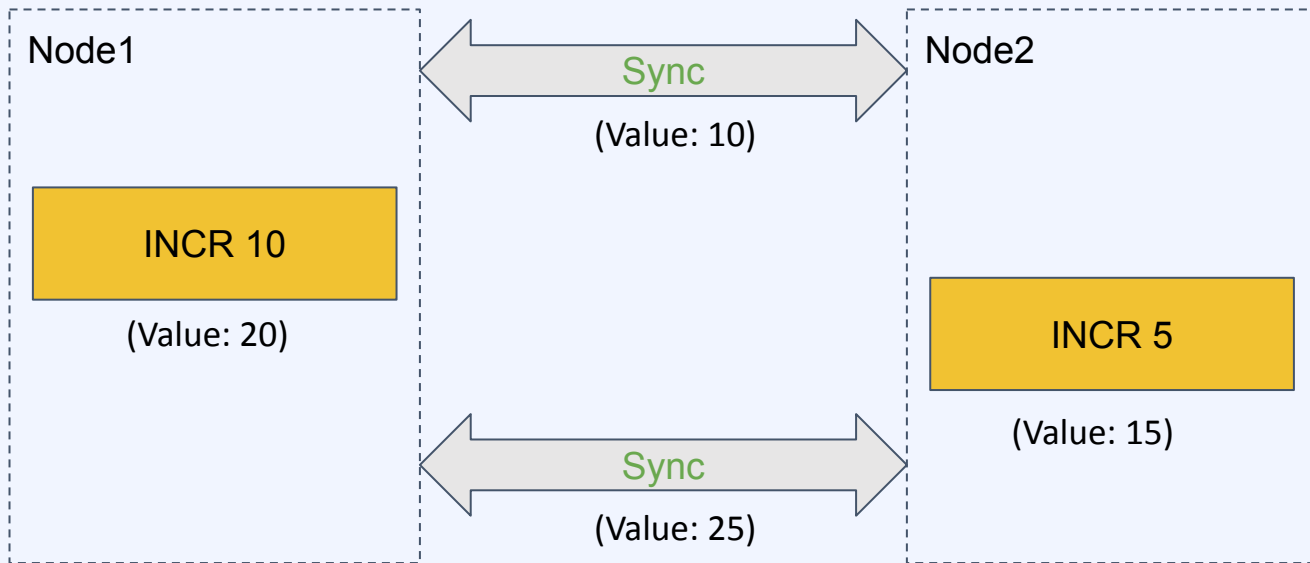 Node1
Sync
Node2
(Value: 10)
INCR 10
(Value: 20)
INCR 5
(Value: 15)
Sync
(Value: 25)